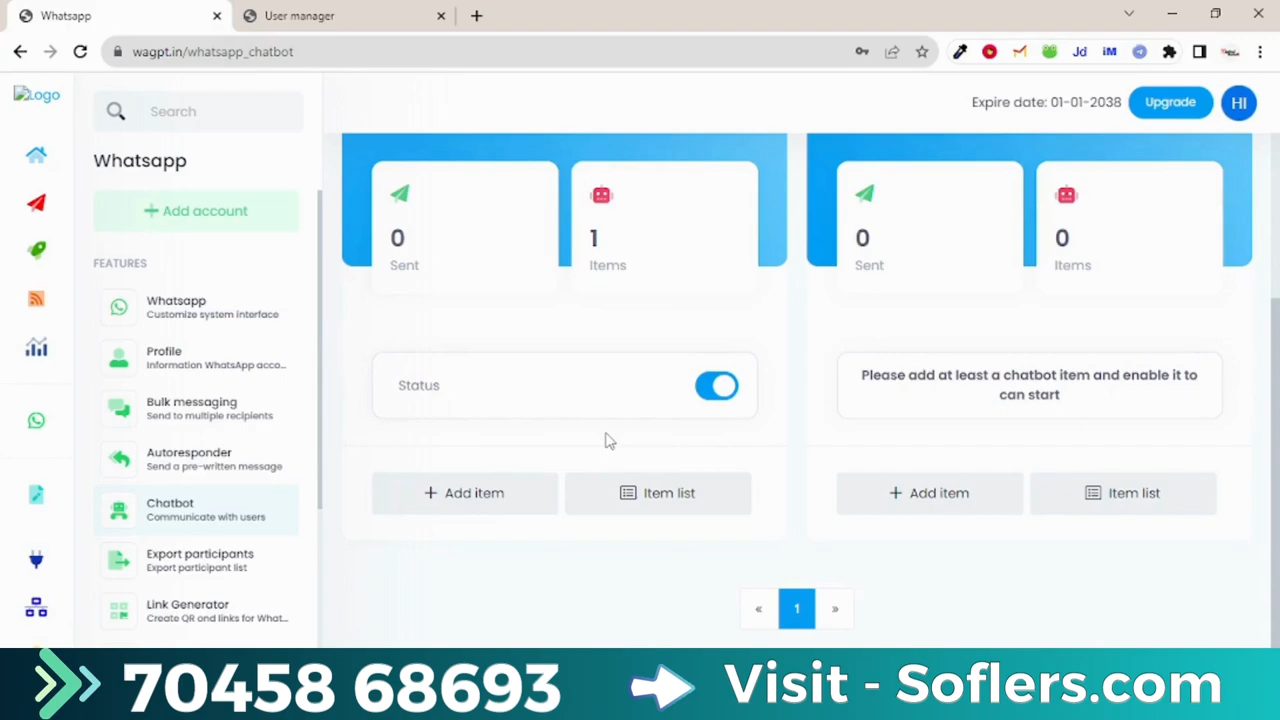 Whatsapp
User manager
wagpt.in/whatsapp_chatbot
Jd
iM
Logo
Search
Expire date: 01-01-2038
Upgrade
HI
Whatsapp
+ Add account
FEATURES
Whatsapp
Customize system interface
Profile
Information WhatsApp acco...
Bulk messaging
Send to multiple recipients
Autoresponder
Send a pre-written message
Chatbot
Communicate with users
Export participants
Export participant list
Link Generator
Create QR and links for What...
0
Sent
1
Items
Status
+ Add item
Item list
0
Sent
0
Items
Please add at least a chatbot item and enable it to
can start
+ Add item
Item list
« 1 »
70458 68693
Visit - Soflers.com